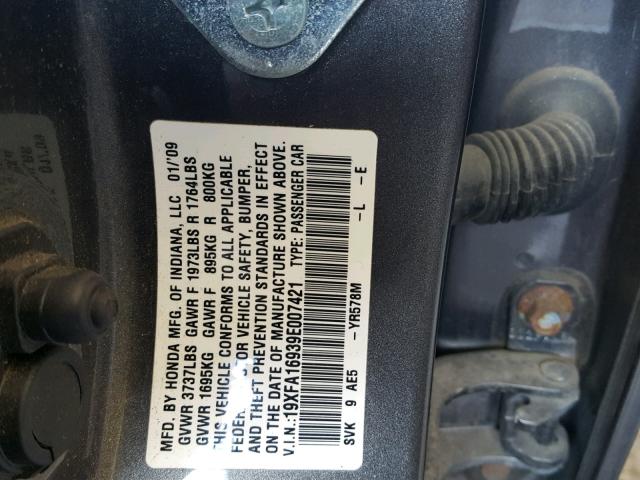 MFD. BY HONDA MFG. OF INDIANA, LLC 01/'09
GVWR 3737LBS GAWR F 1973LBS R 1764LBS
GVWR 1695KG GAWR F 895KG R 800KG
THIS VEHICLE CONFORMS TO ALL APPLICABLE
FEDERAL MOTOR VEHICLE SAFETY, BUMPER,
AND THEFT PREVENTION STANDARDS IN EFFECT
ON THE DATE OF MANUFACTURE SHOWN ABOVE.
V.I.N.:19XFA16939E007421 TYPE: PASSENGER CAR
SVK 9 AE5 -YR578M -L -E